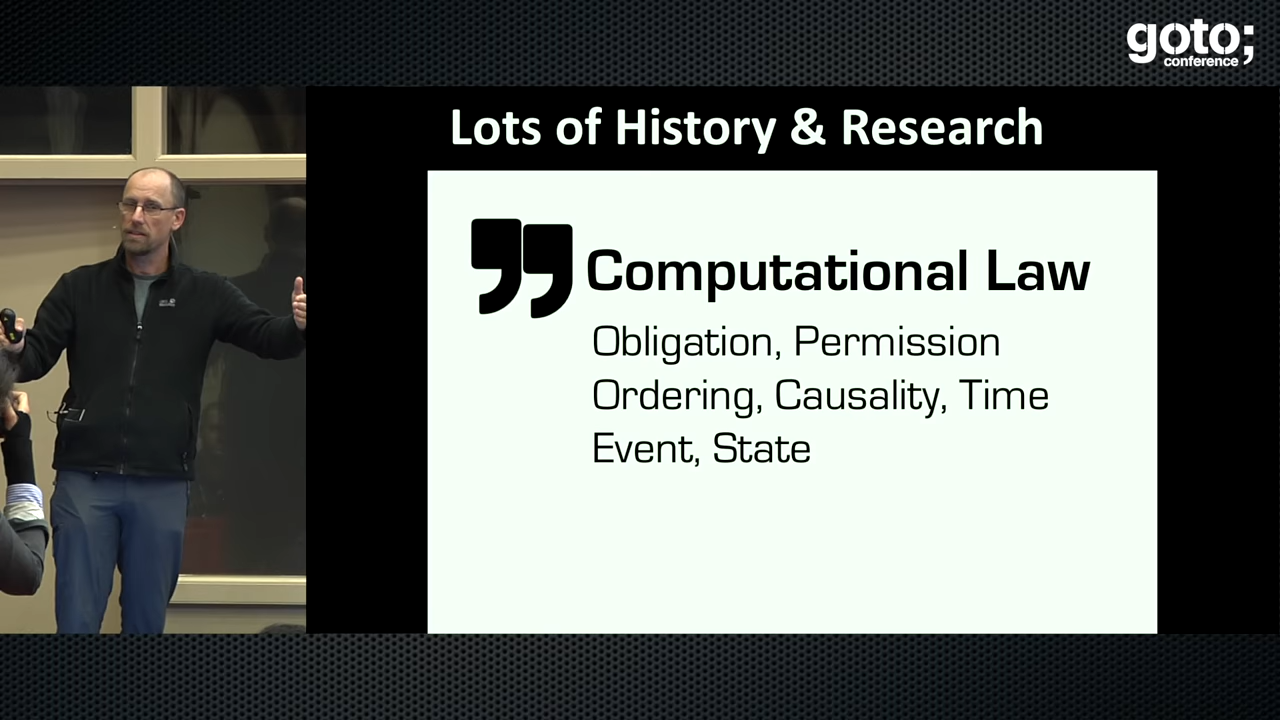 goto;
conference
Lots of History & Research
Computational Law
Obligation, Permission
Ordering, Causality, Time
Event, State